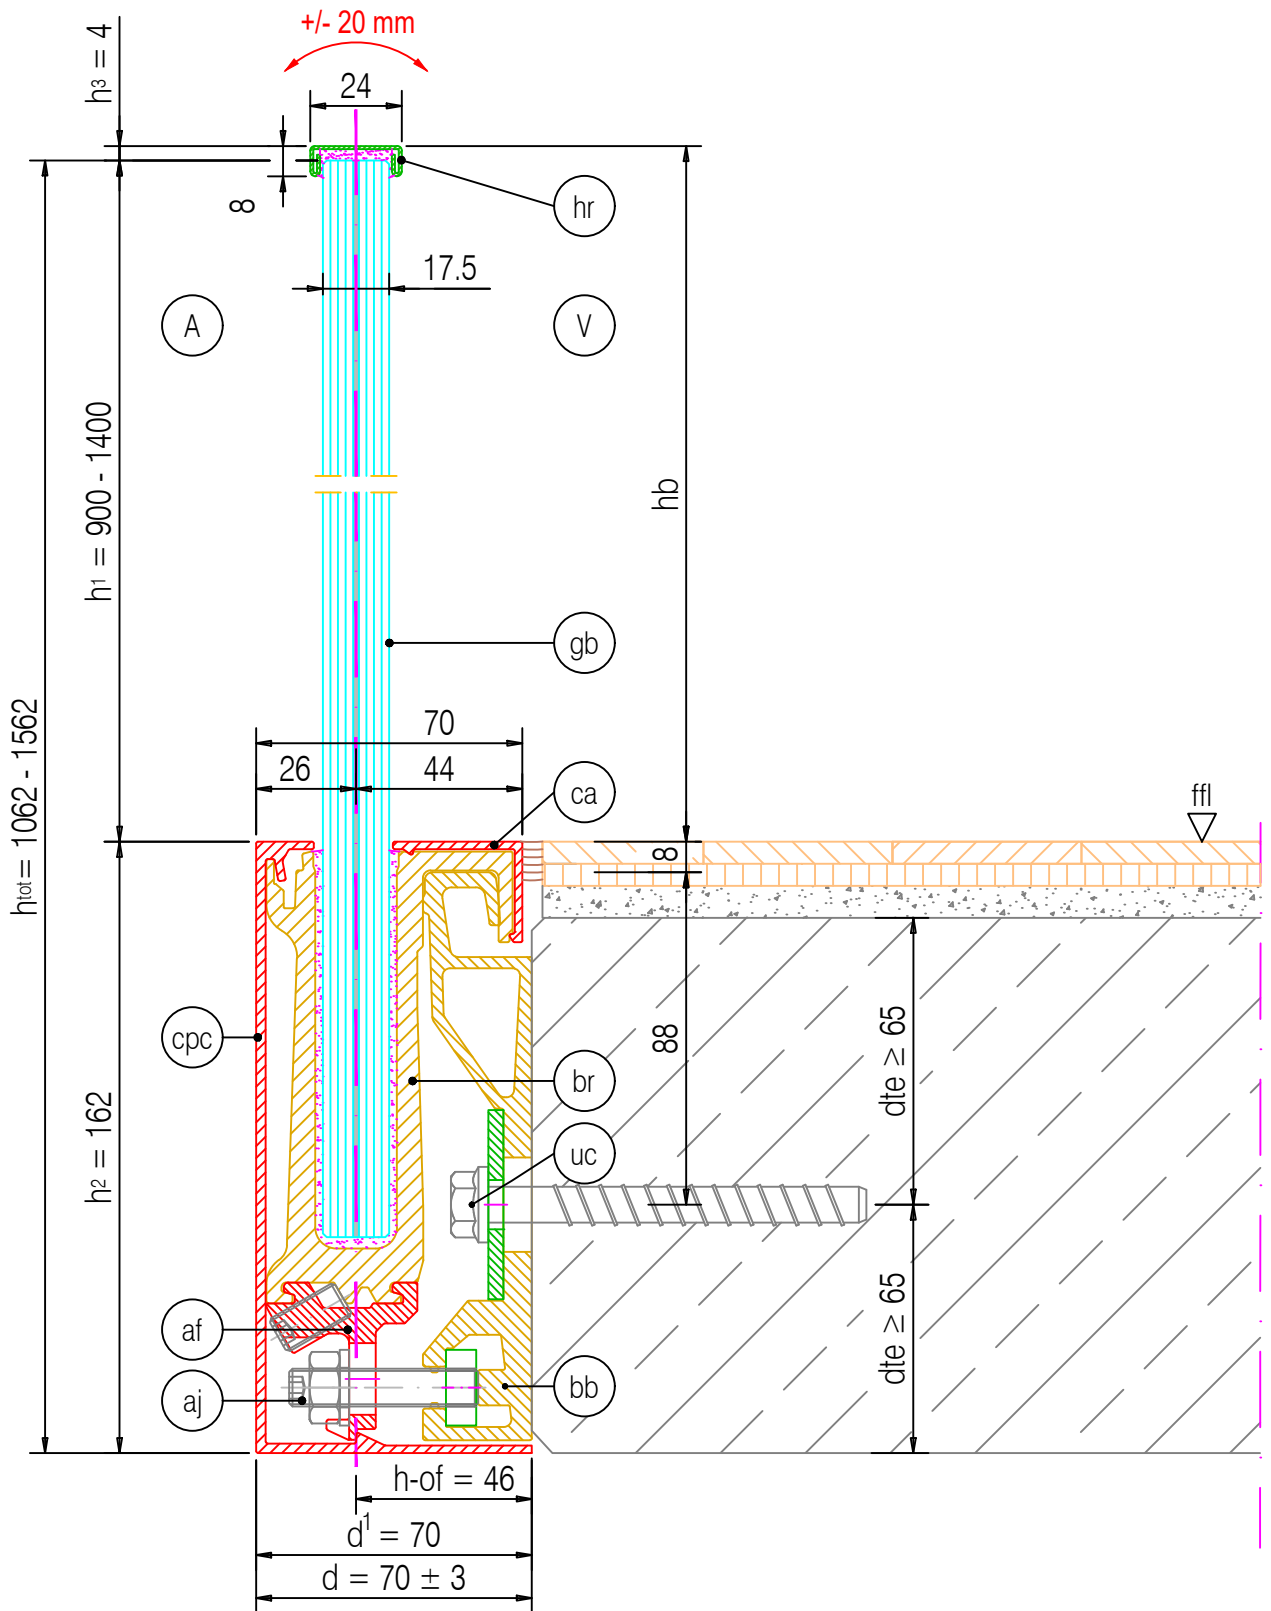 +/- 20 mm
h3 = 4
24
8
hr
17.5
A
V
h1 = 900 - 1400
hb
gb
htot = 1062 - 1562
70
26
44
ca
ffl
8
88
dte ≥ 65
cpc
br
h2 = 162
uc
dte ≥ 65
af
aj
bb
h-of = 46
d1 = 70
d = 70 ± 3